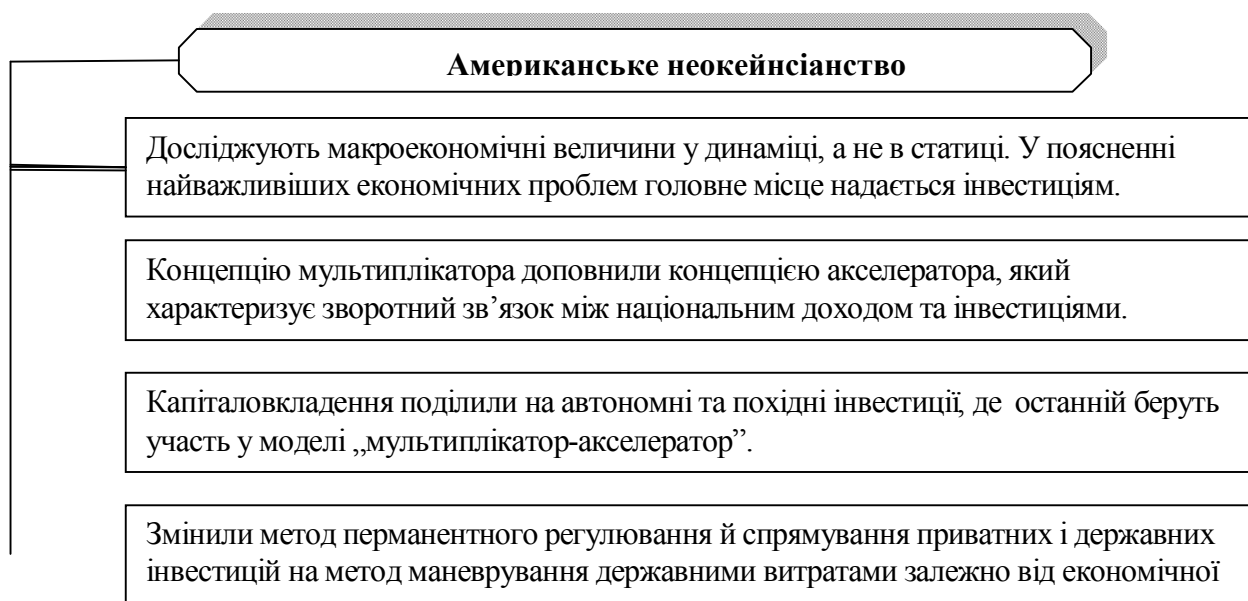 Американське неокейнсіанство
Досліджують макроекономічні величини у динаміці, а не в статиці. У поясненні
найважливіших економічних проблем головне місце надається інвестиціям.
Концепцію мультиплікатора доповнили концепцією акселератора, який
характеризує зворотний зв’язок між національним доходом та інвестиціями.
Капіталовкладення поділили на автономні та похідні інвестиції, де останній беруть
участь у моделі „мультиплікатор-акселератор”.
Змінили метод перманентного регулювання й спрямування приватних і державних
інвестицій на метод маневрування державними витратами залежно від економічної